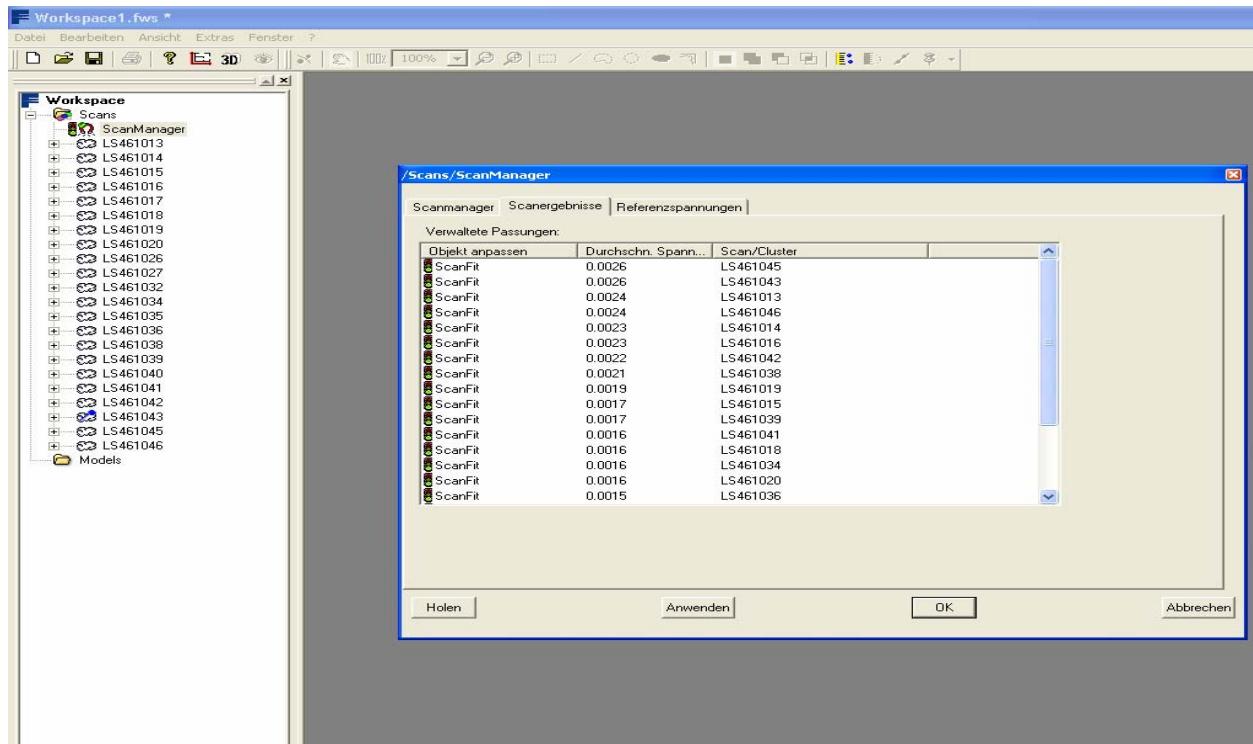 Workspace1.fws *
Datei Bearbeiten Ansicht Extras Fenster ?
3D 100% 100%
Workspace
Scans
ScanManager
LS461013
LS461014
LS461015
LS461016
LS461017
LS461018
LS461019
LS461020
LS461026
LS461027
LS461032
LS461034
LS461035
LS461036
LS461038
LS461039
LS461040
LS461041
LS461042
LS461043
LS461045
LS461046
Models
/Scans/ScanManager
Scanmanager Scanergebnisse Referenzspannungen
Verwaltete Passungen:
Objekt anpassen Durchschn. Spann... Scan/Cluster
ScanFit 0.0026 LS461045
ScanFit 0.0026 LS461043
ScanFit 0.0024 LS461013
ScanFit 0.0024 LS461046
ScanFit 0.0023 LS461014
ScanFit 0.0023 LS461016
ScanFit 0.0022 LS461042
ScanFit 0.0021 LS461038
ScanFit 0.0019 LS461019
ScanFit 0.0017 LS461015
ScanFit 0.0017 LS461039
ScanFit 0.0016 LS461041
ScanFit 0.0016 LS461018
ScanFit 0.0016 LS461034
ScanFit 0.0016 LS461020
ScanFit 0.0015 LS461036
Holen Anwenden OK Abbrechen